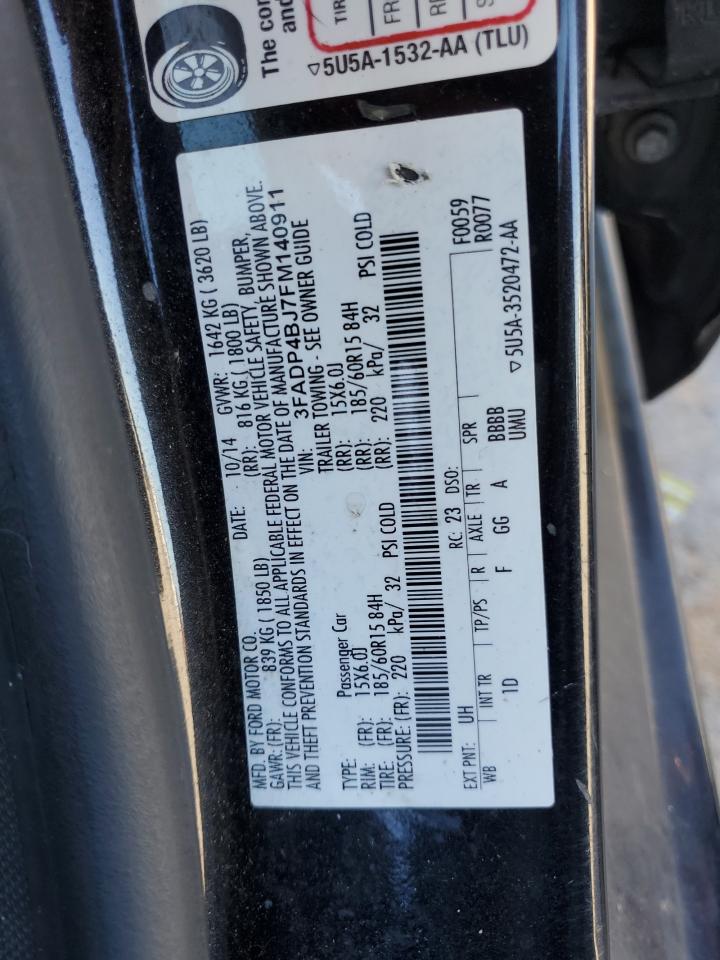 The co
and
TIR
FR
RE
S
▽5U5A-1532-AA (TLU)
MFD. BY FORD MOTOR CO. DATE: 10/14 GVWR: 1642 KG ( 3620 LB)
GAWR: (FR): 839 KG ( 1850 LB) (RR): 816 KG ( 1800 LB)
THIS VEHICLE CONFORMS TO ALL APPLICABLE FEDERAL MOTOR VEHICLE SAFETY, BUMPER,
AND THEFT PREVENTION STANDARDS IN EFFECT ON THE DATE OF MANUFACTURE SHOWN ABOVE.
VIN: 3FADP4BJ7FM140911
TYPE: Passenger Car TRAILER TOWING - SEE OWNER GUIDE
RIM: (FR): 15X6.0J (RR): 15X6.0J
TIRE: (FR): 185/60R15 84H (RR): 185/60R15 84H
PRESSURE: (FR): 220 kPa/ 32 PSI COLD (RR): 220 kPa/ 32 PSI COLD
EXT PNT: UH RC: 23 DSO: F0059
WB INT TR TP/PS R AXLE TR SPR R0077
1D F GG A BBBB
UMU
▽5U5A-3520472-AA